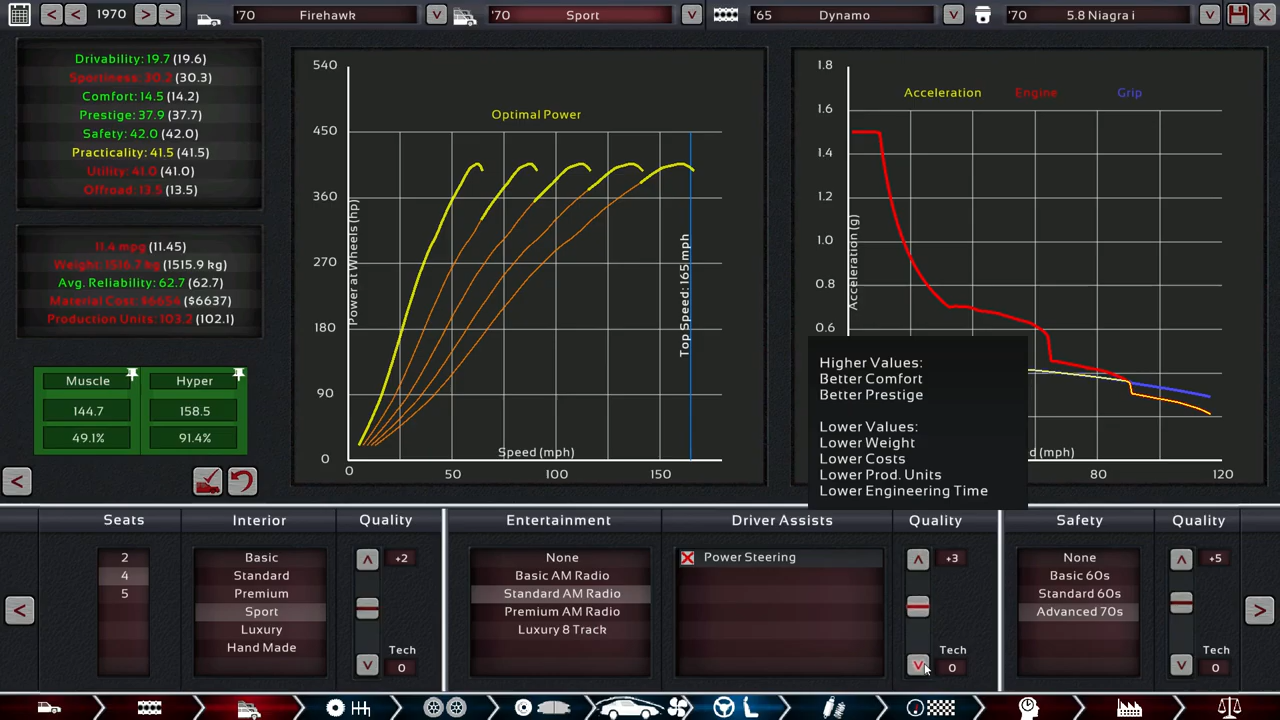 1970
'70 Firehawk
'70 Sport
'65 Dynamo
'70 5.8 Niagra i
Drivability: 19.7 (19.6)
Sportiness: 30.2 (30.3)
Comfort: 14.5 (14.2)
Prestige: 37.9 (37.7)
Safety: 42.0 (42.0)
Practicality: 41.5 (41.5)
Utility: 41.0 (41.0)
Offroad: 13.5 (13.5)
11.4 mpg (11.45)
Weight: 1516.7 kg (1515.9 kg)
Avg. Reliability: 62.7 (62.7)
Material Cost: $6654 ($6637)
Production Units: 103.2 (102.1)
Muscle
144.7
49.1%
Hyper
158.5
91.4%
540
450
360
270
180
90
0
Power at Wheels (hp)
Optimal Power
Top Speed: 165 mph
Speed (mph)
0 50 100 150
1.8
1.6
1.4
1.2
1.0
0.8
0.6
Acceleration (g)
Acceleration Engine Grip
(mph)
80 120
Higher Values:
Better Comfort
Better Prestige
Lower Values:
Lower Weight
Lower Costs
Lower Prod. Units
Lower Engineering Time
Seats
2
4
5
Interior
Basic
Standard
Premium
Sport
Luxury
Hand Made
Quality
+2
Tech
0
Entertainment
None
Basic AM Radio
Standard AM Radio
Premium AM Radio
Luxury 8 Track
Driver Assists
Power Steering
Quality
+3
Tech
0
Safety
None
Basic 60s
Standard 60s
Advanced 70s
Quality
+5
Tech
0